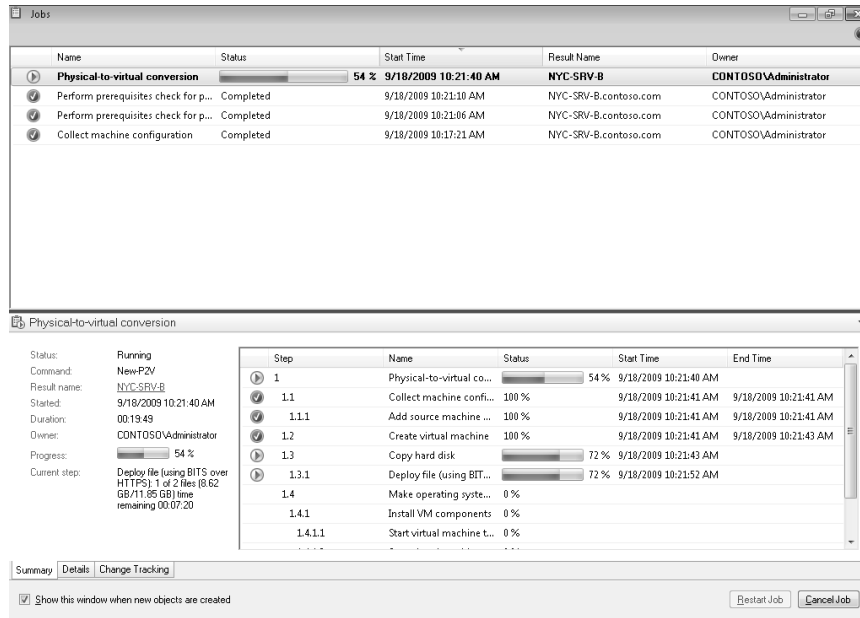 Jobs
Name Status Start Time Result Name Owner
Physical-to-virtual conversion 54 % 9/18/2009 10:21:40 AM NYC-SRV-B CONTOSO\Administrator
Perform prerequisites check for p... Completed 9/18/2009 10:21:10 AM NYC-SRV-B.contoso.com CONTOSO\Administrator
Perform prerequisites check for p... Completed 9/18/2009 10:21:06 AM NYC-SRV-B.contoso.com CONTOSO\Administrator
Collect machine configuration Completed 9/18/2009 10:17:21 AM NYC-SRV-B.contoso.com CONTOSO\Administrator
Physical-to-virtual conversion
Status: Running
Command: New-P2V
Result name: NYC-SRV-B
Started: 9/18/2009 10:21:40 AM
Duration: 00:19:49
Owner: CONTOSO\Administrator
Progress: 54 %
Current step: Deploy file (using BITS over
HTTPS): 1 of 2 files (8.62
GB/11.85 GB) time
remaining 00:07:20
Step Name Status Start Time End Time
1 Physical-to-virtual co... 54 % 9/18/2009 10:21:40 AM
1.1 Collect machine confi... 100 % 9/18/2009 10:21:41 AM 9/18/2009 10:21:41 AM
1.1.1 Add source machine ... 100 % 9/18/2009 10:21:41 AM 9/18/2009 10:21:41 AM
1.2 Create virtual machine 100 % 9/18/2009 10:21:41 AM 9/18/2009 10:21:43 AM
1.3 Copy hard disk 72 % 9/18/2009 10:21:43 AM
1.3.1 Deploy file (using BIT... 72 % 9/18/2009 10:21:52 AM
1.4 Make operating syste... 0 %
1.4.1 Install VM components 0 %
1.4.1.1 Start virtual machine t... 0 %
Summary Details Change Tracking
Show this window when new objects are created
Restart Job Cancel Job